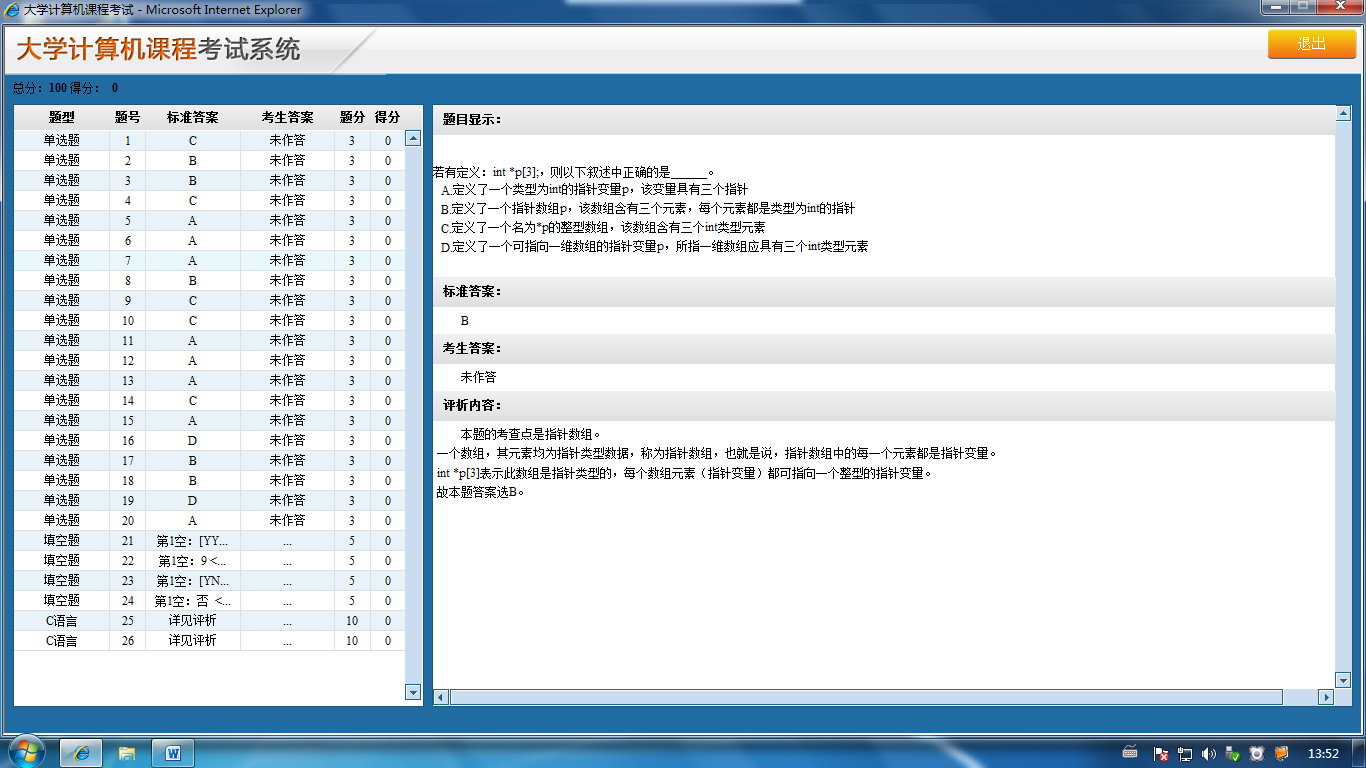 大学计算机课程考试 - Microsoft Internet Explorer
大学计算机课程考试系统
退出
总分：100 得分： 0
题型 题号 标准答案 考生答案 题分 得分
单选题 1 C 未作答 3 0
单选题 2 B 未作答 3 0
单选题 3 B 未作答 3 0
单选题 4 C 未作答 3 0
单选题 5 A 未作答 3 0
单选题 6 A 未作答 3 0
单选题 7 A 未作答 3 0
单选题 8 B 未作答 3 0
单选题 9 C 未作答 3 0
单选题 10 C 未作答 3 0
单选题 11 A 未作答 3 0
单选题 12 A 未作答 3 0
单选题 13 A 未作答 3 0
单选题 14 C 未作答 3 0
单选题 15 A 未作答 3 0
单选题 16 D 未作答 3 0
单选题 17 B 未作答 3 0
单选题 18 B 未作答 3 0
单选题 19 D 未作答 3 0
单选题 20 A 未作答 3 0
填空题 21 第1空：[YY... ... 5 0
填空题 22 第1空：9 <... ... 5 0
填空题 23 第1空：[YN... ... 5 0
填空题 24 第1空：否 <... ... 5 0
C语言 25 详见评析 ... 10 0
C语言 26 详见评析 ... 10 0
题目显示：
若有定义：int *p[3];，则以下叙述中正确的是______。
A.定义了一个类型为int的指针变量p，该变量具有三个指针
B.定义了一个指针数组p，该数组含有三个元素，每个元素都是类型为int的指针
C.定义了一个名为*p的整型数组，该数组含有三个int类型元素
D.定义了一个可指向一维数组的指针变量p，所指一维数组应具有三个int类型元素
标准答案：
B
考生答案：
未作答
评析内容：
本题的考查点是指针数组。
一个数组，其元素均为指针类型数据，称为指针数组，也就是说，指针数组中的每一个元素都是指针变量。
int *p[3]表示此数组是指针类型的，每个数组元素（指针变量）都可指向一个整型的指针变量。
故本题答案选B。
13:52